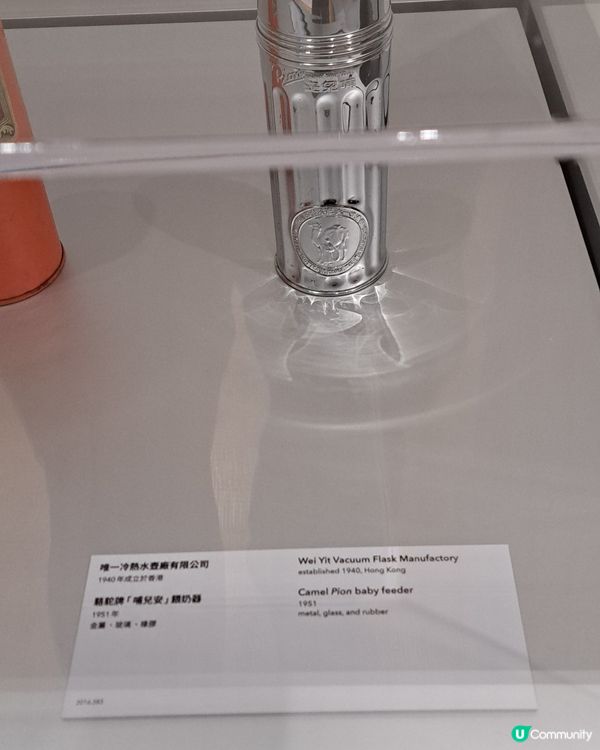 唯一冷熱水壺廠有限公司
1940年成立於香港
駱駝牌「哺兒安」餵奶器
1951年
金屬、玻璃、橡膠
Wei Yit Vacuum Flask Manufactory
established 1940, Hong Kong
Camel Pion baby feeder
1951
metal, glass, and rubber
2016.583
U Community